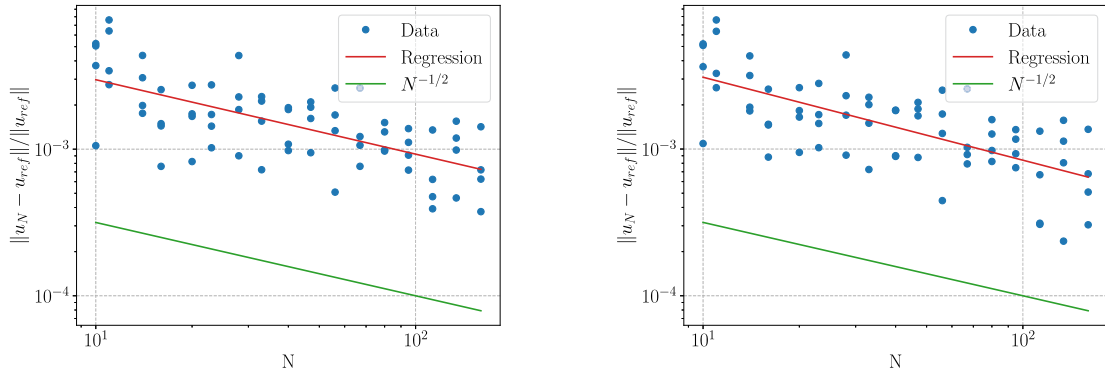 10^{-3}
10^{-4}
10^1
10^2
N
||u_N − u_{ref}||/||u_{ref}||
Data
Regression
N^{−1/2}
10^{-3}
10^{-4}
10^1
10^2
N
||u_N − u_{ref}||/||u_{ref}||
Data
Regression
N^{−1/2}